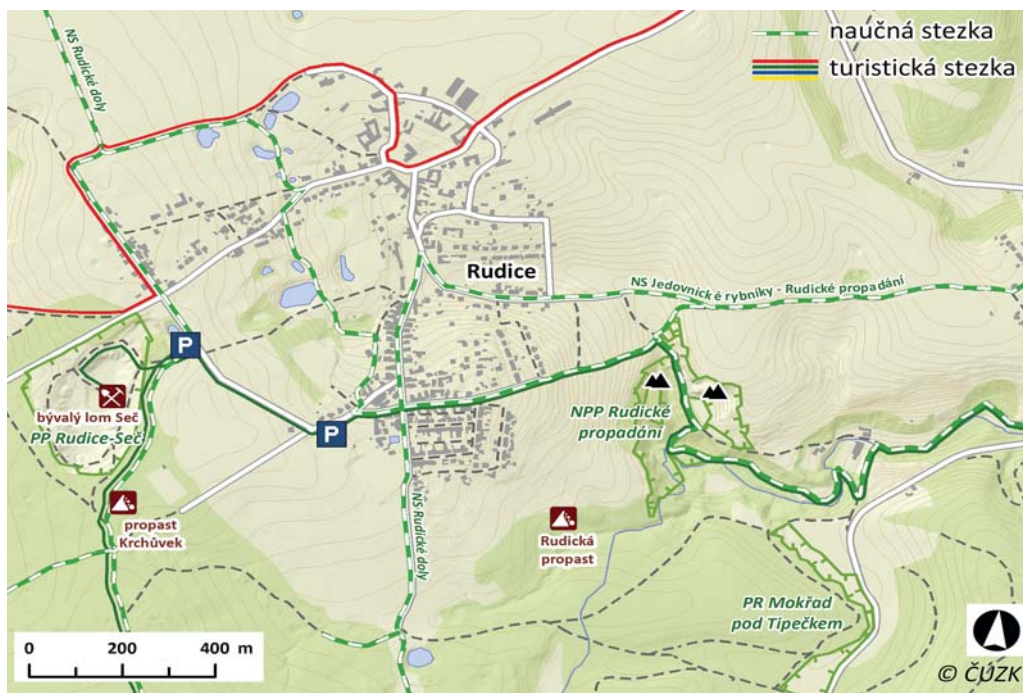 naučná stezka
turistická stezka
NS Rudické doly
Rudice
NS Jedovnické rybníky - Rudické propadání
P
bývalý lom Seč
PP Rudice-Seč
P
NPP Rudické
propadání
propast
Krchůvek
NS Rudické doly
Rudická
propast
PR Mokřad
pod Tipečkem
0 200 400 m
© ČÚZK